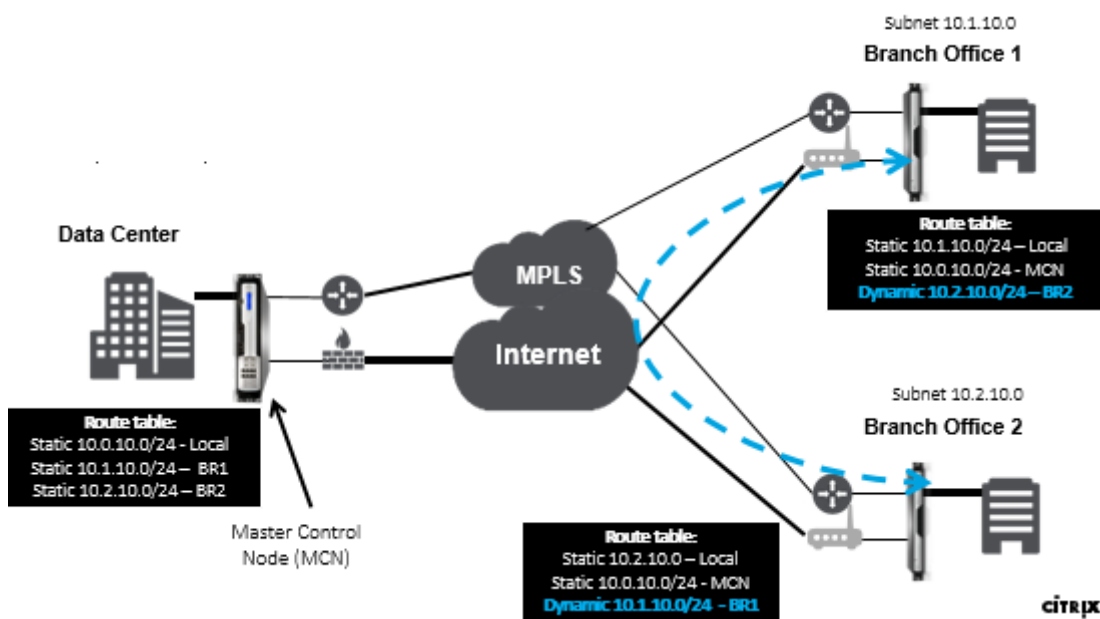 Subnet 10.1.10.0
Branch Office 1
Route table:
Static 10.1.10.0/24 – Local
Static 10.0.10.0/24 - MCN
Dynamic 10.2.10.0/24 – BR2
Data Center
MPLS
Internet
Route table:
Static 10.0.10.0/24 - Local
Static 10.1.10.0/24 – BR1
Static 10.2.10.0/24 – BR2
Master Control
Node (MCN)
Subnet 10.2.10.0
Branch Office 2
Route table:
Static 10.2.10.0 – Local
Static 10.0.10.0/24 - MCN
Dynamic 10.1.10.0/24 - BR1
CITRIX